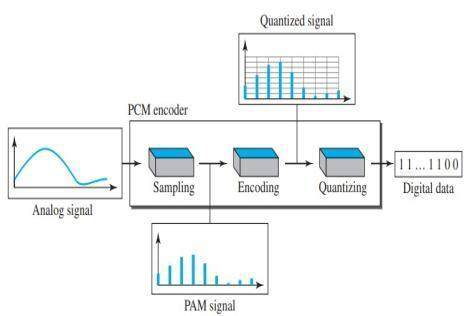 Quantized signal
PCM encoder
Sampling
Encoding
Quantizing
11...1100
Digital data
Analog signal
PAM signal